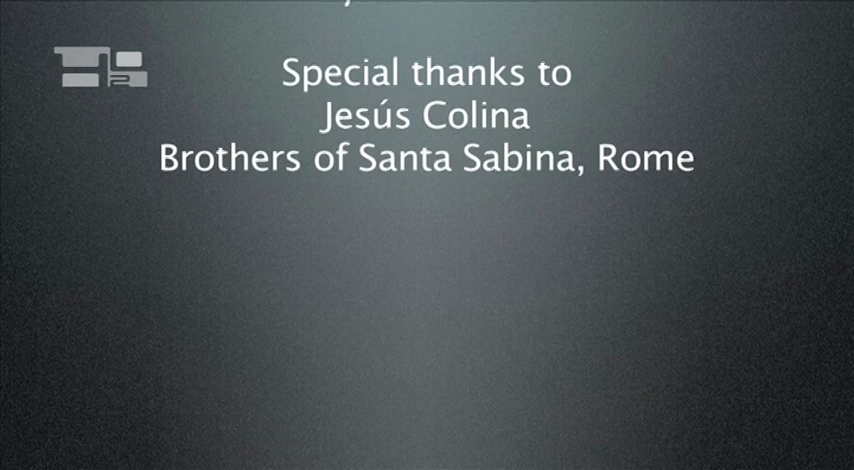 Special thanks to
Jesús Colina
Brothers of Santa Sabina, Rome